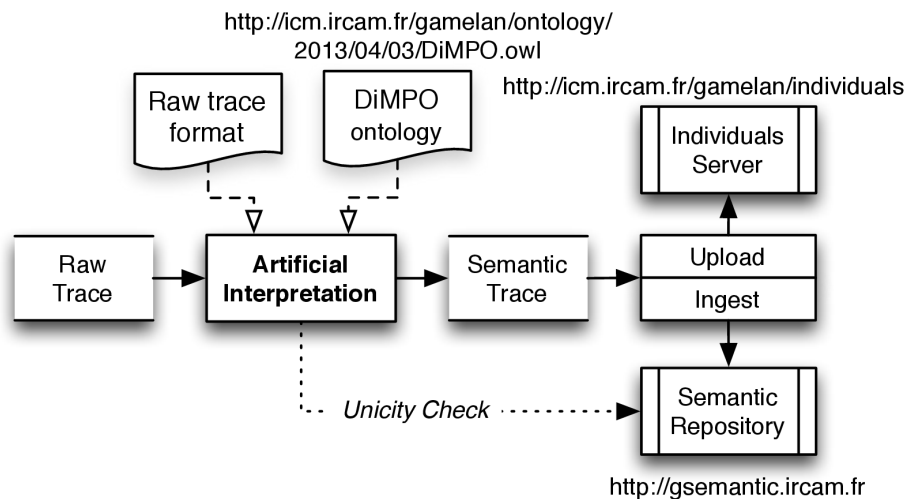 http://icm.ircam.fr/gamelan/ontology/
2013/04/03/DiMPO.owl
http://icm.ircam.fr/gamelan/individuals
Raw trace
format
DiMPO
ontology
Individuals
Server
Raw
Trace
Artificial
Interpretation
Semantic
Trace
Upload
Ingest
Unicity Check
Semantic
Repository
http://gsemantic.ircam.fr